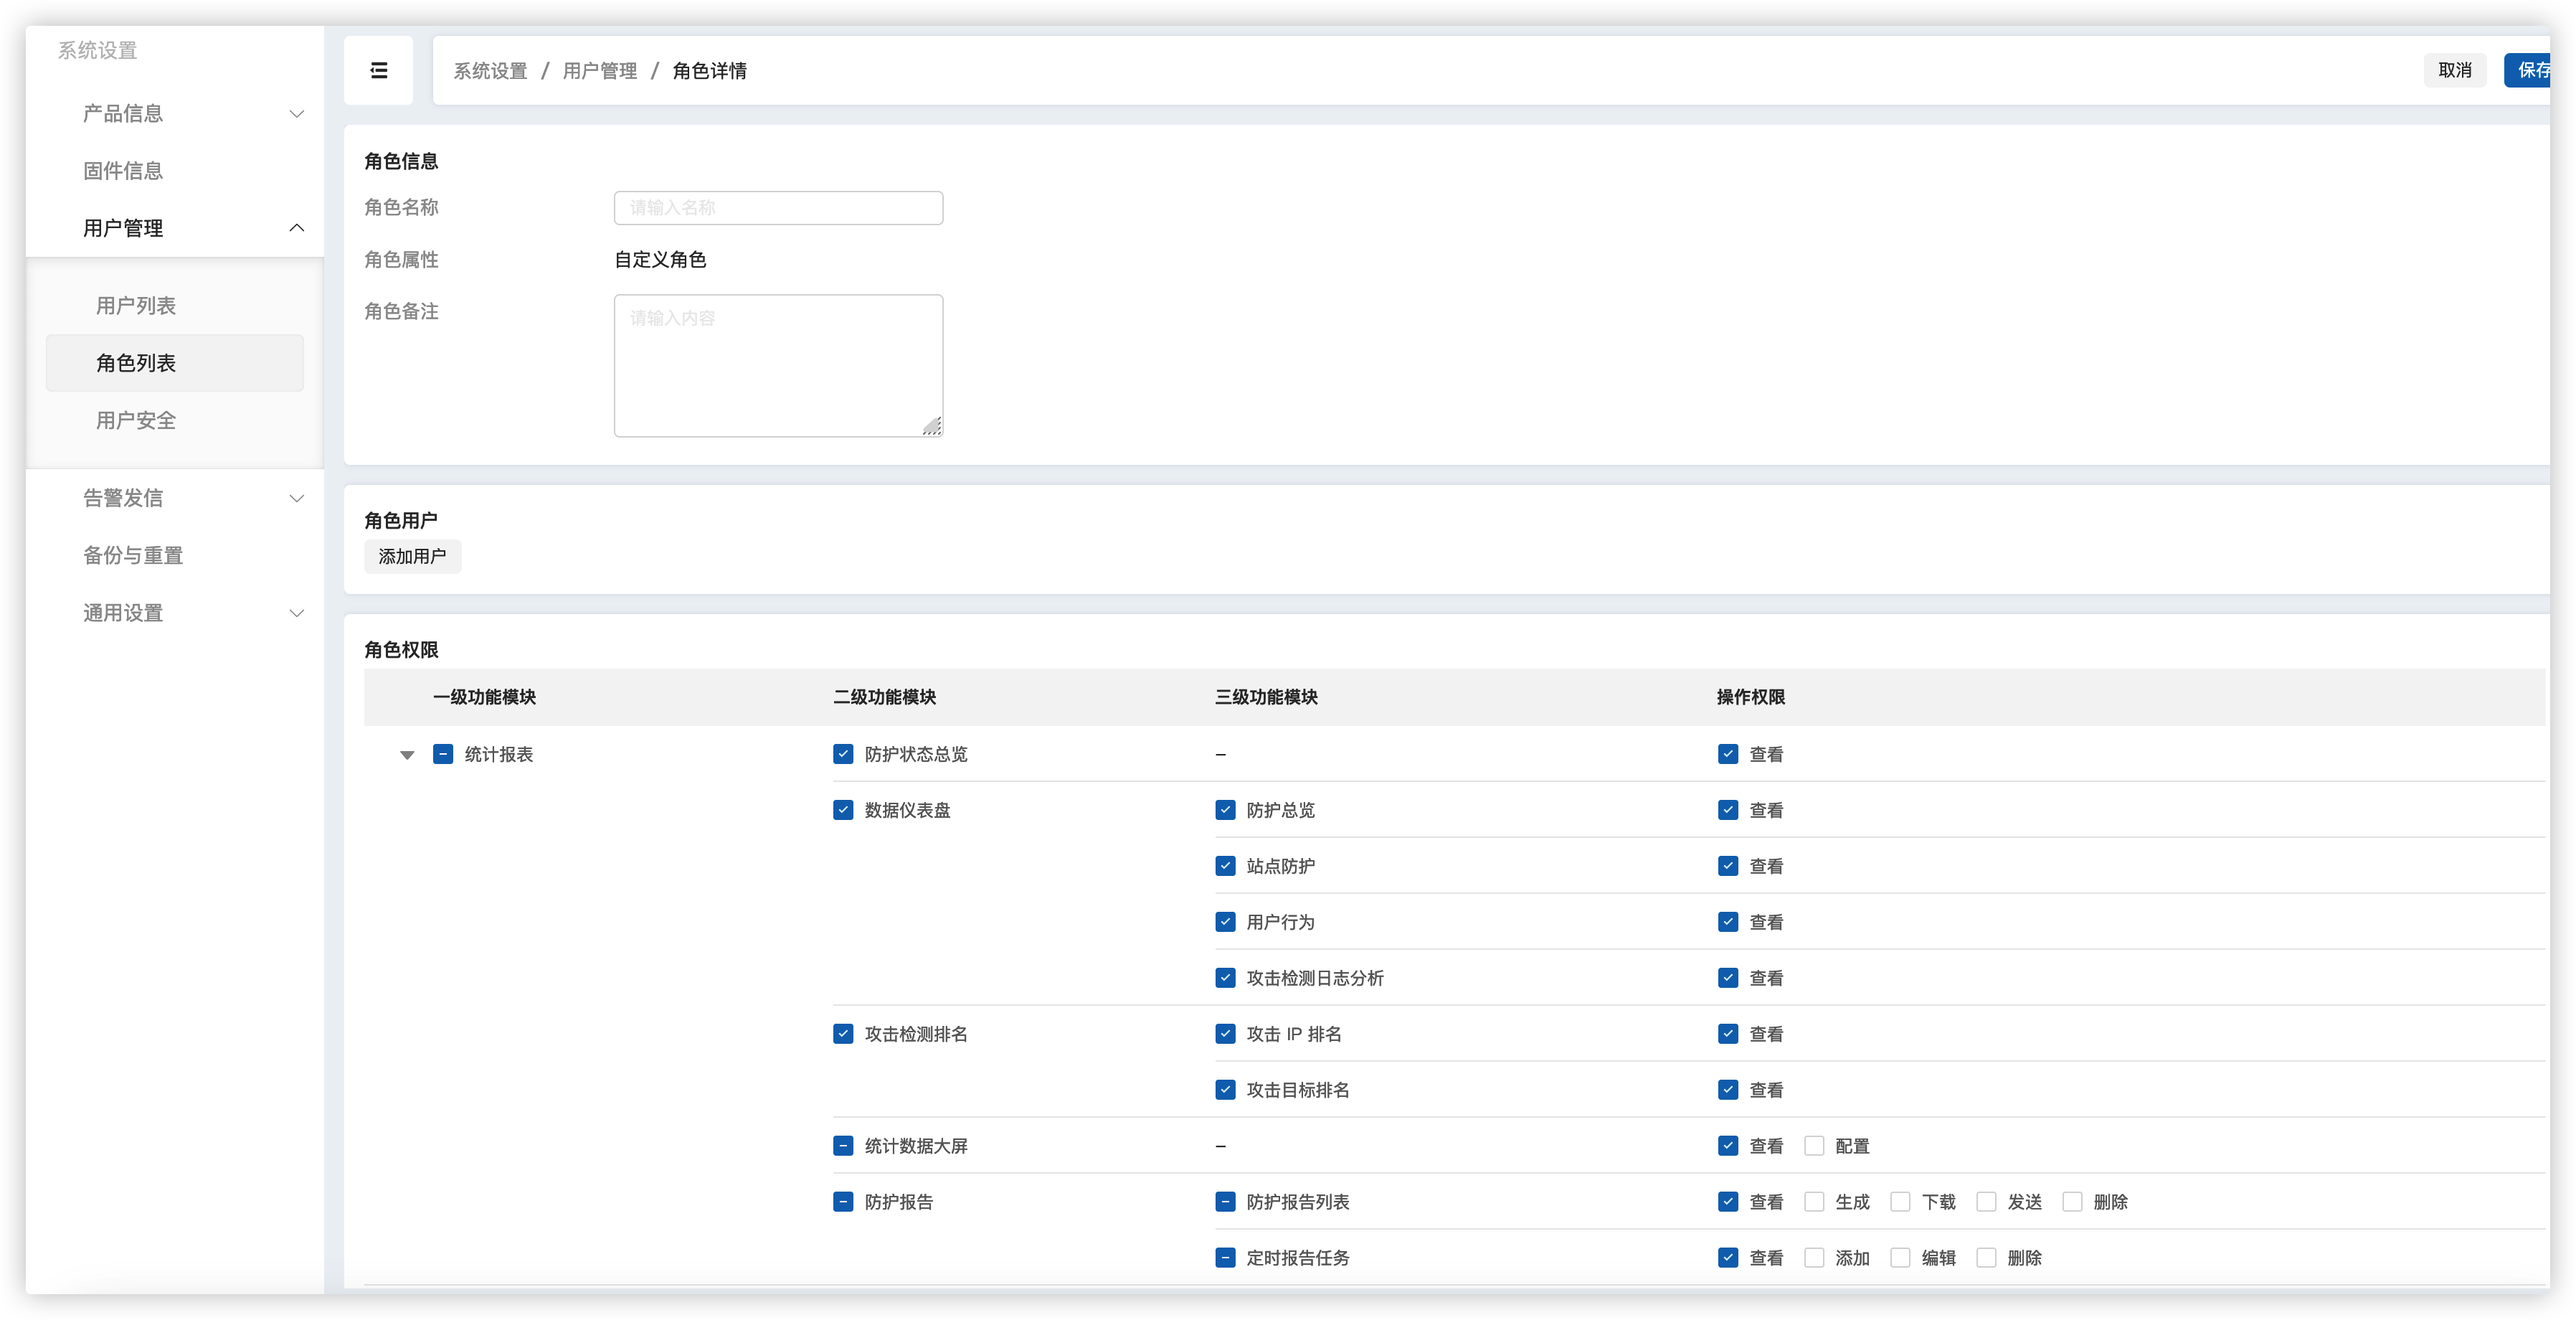 系统设置
产品信息
固件信息
用户管理
用户列表
角色列表
用户安全
告警发信
备份与重置
通用设置
系统设置 / 用户管理 / 角色详情
取消 保存
角色信息
角色名称 请输入名称
角色属性 自定义角色
角色备注 请输入内容
角色用户
添加用户
角色权限
一级功能模块 二级功能模块 三级功能模块 操作权限
统计报表 防护状态总览 – 查看
数据仪表盘 防护总览 查看
站点防护 查看
用户行为 查看
攻击检测日志分析 查看
攻击检测排名 攻击 IP 排名 查看
攻击目标排名 查看
统计数据大屏 – 查看 配置
防护报告 防护报告列表 查看 生成 下载 发送 删除
定时报告任务 查看 添加 编辑 删除